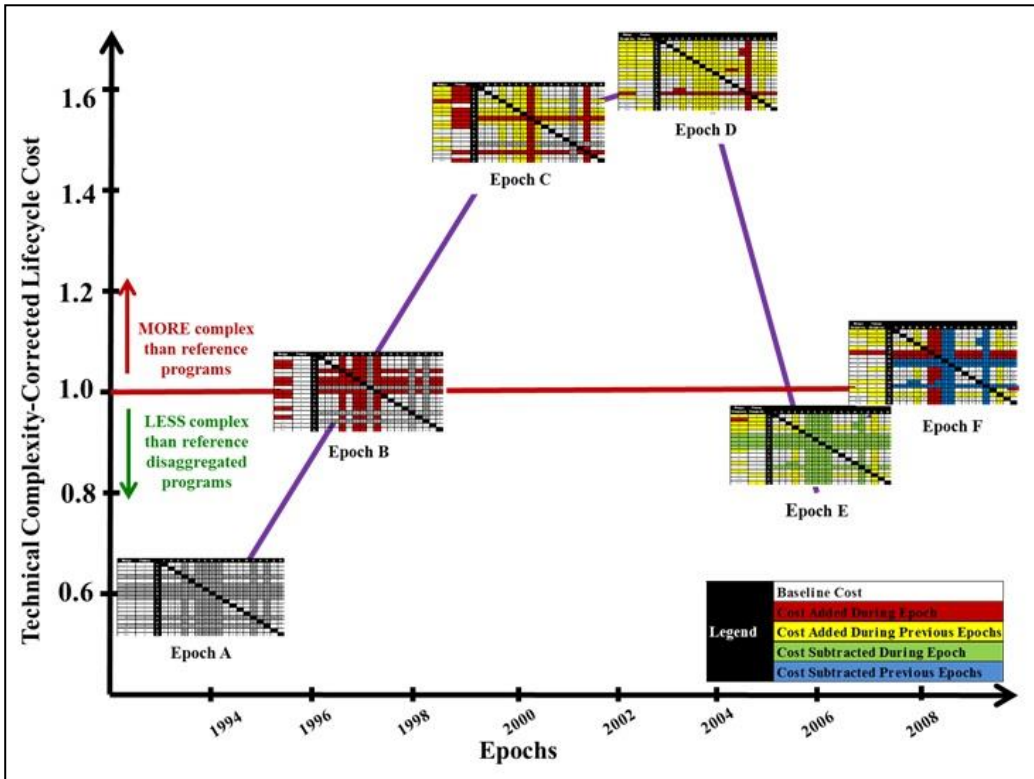 Technical Complexity-Corrected Lifecycle Cost
1.6
1.4
1.2
1.0
0.8
0.6
MORE complex
than reference
programs
LESS complex
than reference
disaggregated
programs
Epoch A
Epoch B
Epoch C
Epoch D
Epoch E
Epoch F
Legend
Baseline Cost
Cost Added During Epoch
Cost Added During Previous Epochs
Cost Subtracted During Epoch
Cost Subtracted Previous Epochs
1994
1996
1998
2000
2002
2004
2006
2008
Epochs